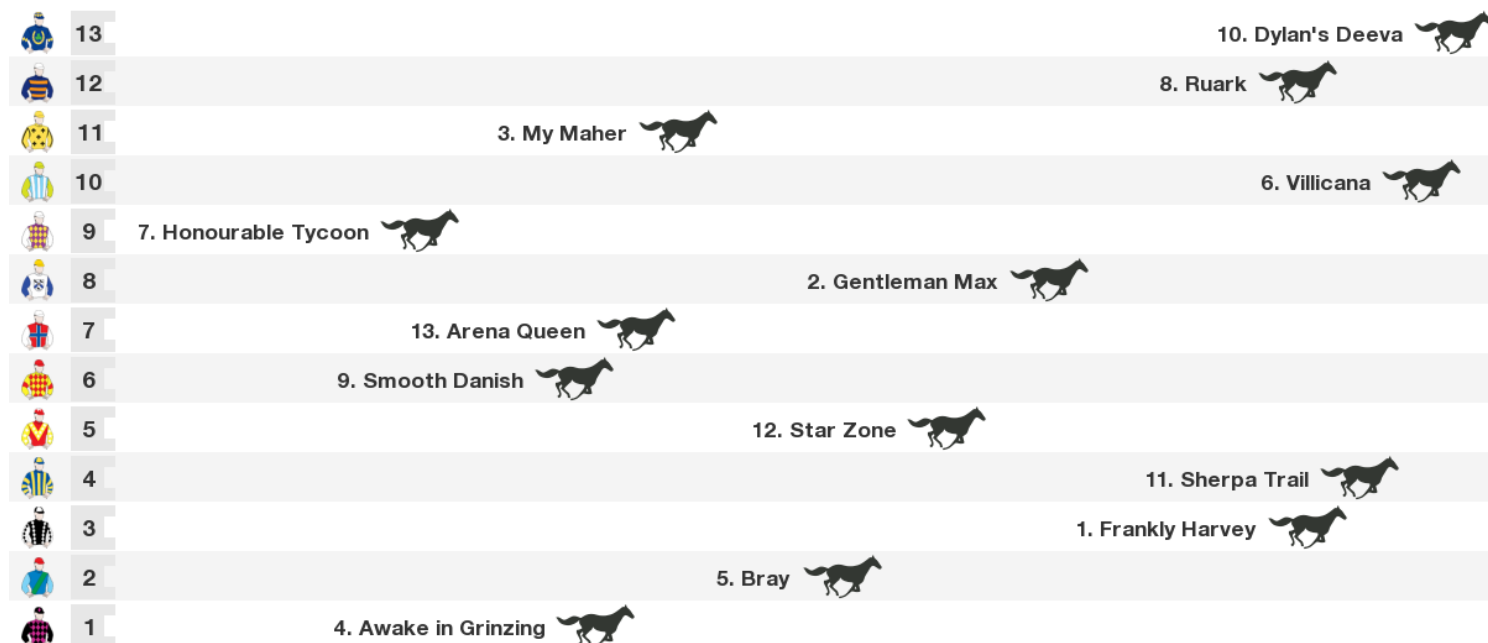 13 10. Dylan's Deeva
12 8. Ruark
11 3. My Maher
10 6. Villicana
9 7. Honourable Tycoon
8 2. Gentleman Max
7 13. Arena Queen
6 9. Smooth Danish
5 12. Star Zone
4 11. Sherpa Trail
3 1. Frankly Harvey
2 5. Bray
1 4. Awake in Grinzing